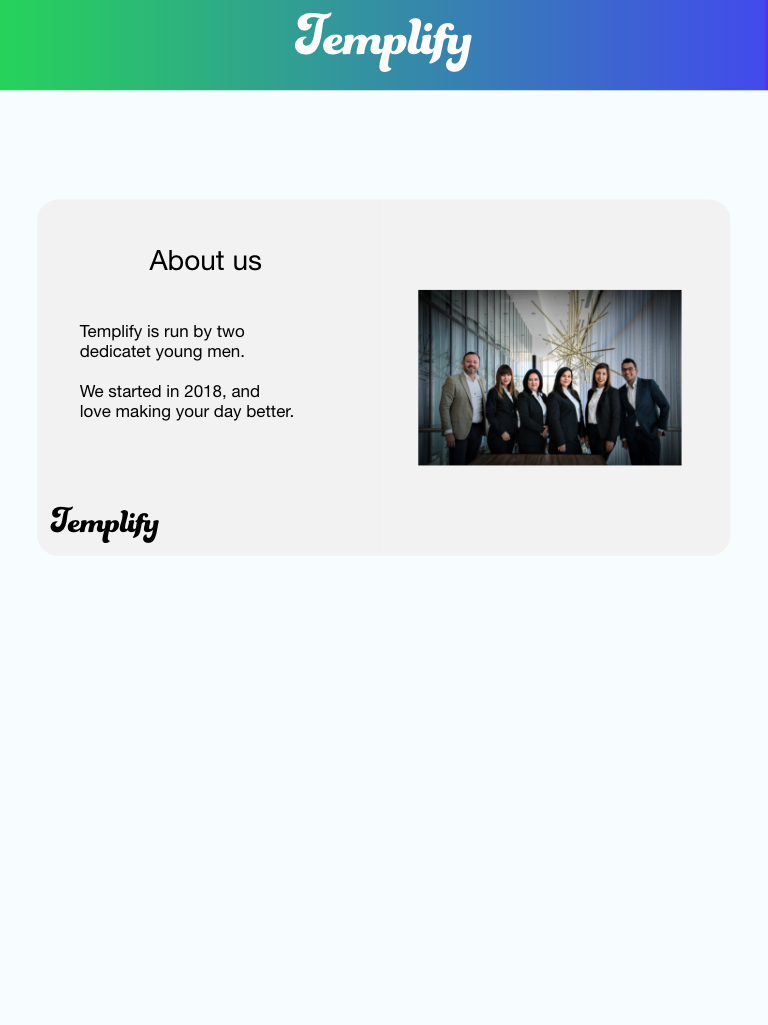 Templify
About us
Templify is run by two
dedicatet young men.
We started in 2018, and
love making your day better.
Templify